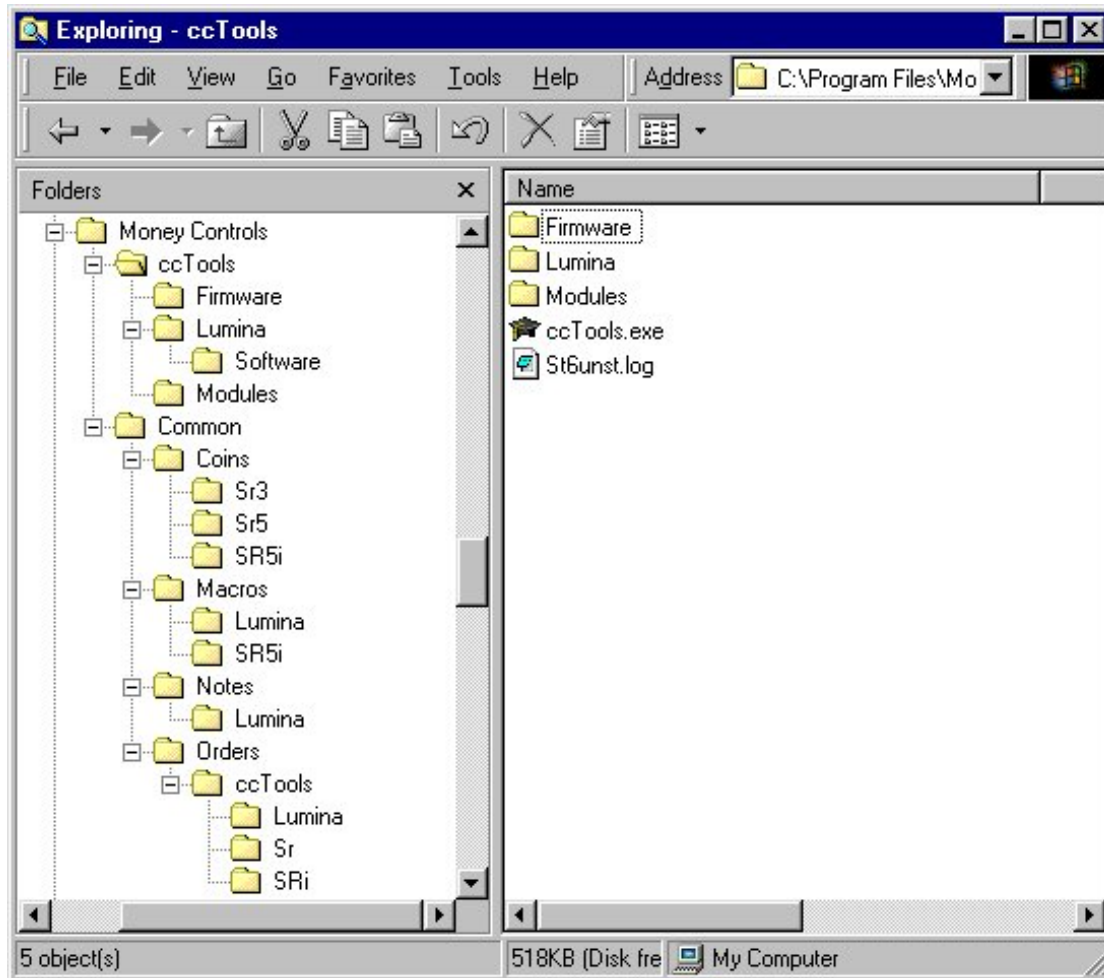 Exploring - ccTools
File Edit View Go Favorites Tools Help Address C:\Program Files\Mo
Folders
Money Controls
ccTools
Firmware
Lumina
Software
Modules
Common
Coins
Sr3
Sr5
SR5i
Macros
Lumina
SR5i
Notes
Lumina
Orders
ccTools
Lumina
Sr
SRi
Name
Firmware
Lumina
Modules
ccTools.exe
St6unst.log
5 object(s) 518KB (Disk fre My Computer